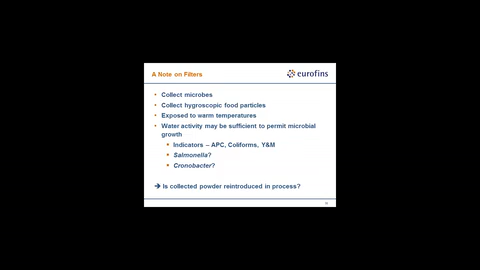 A Note on Filters
eurofins
• Collect microbes
• Collect hygroscopic food particles
• Exposed to warm temperatures
• Water activity may be sufficient to permit microbial
growth
▪ Indicators – APC, Coliforms, Y&M
▪ Salmonella?
▪ Cronobacter?
➔ Is collected powder reintroduced in process?